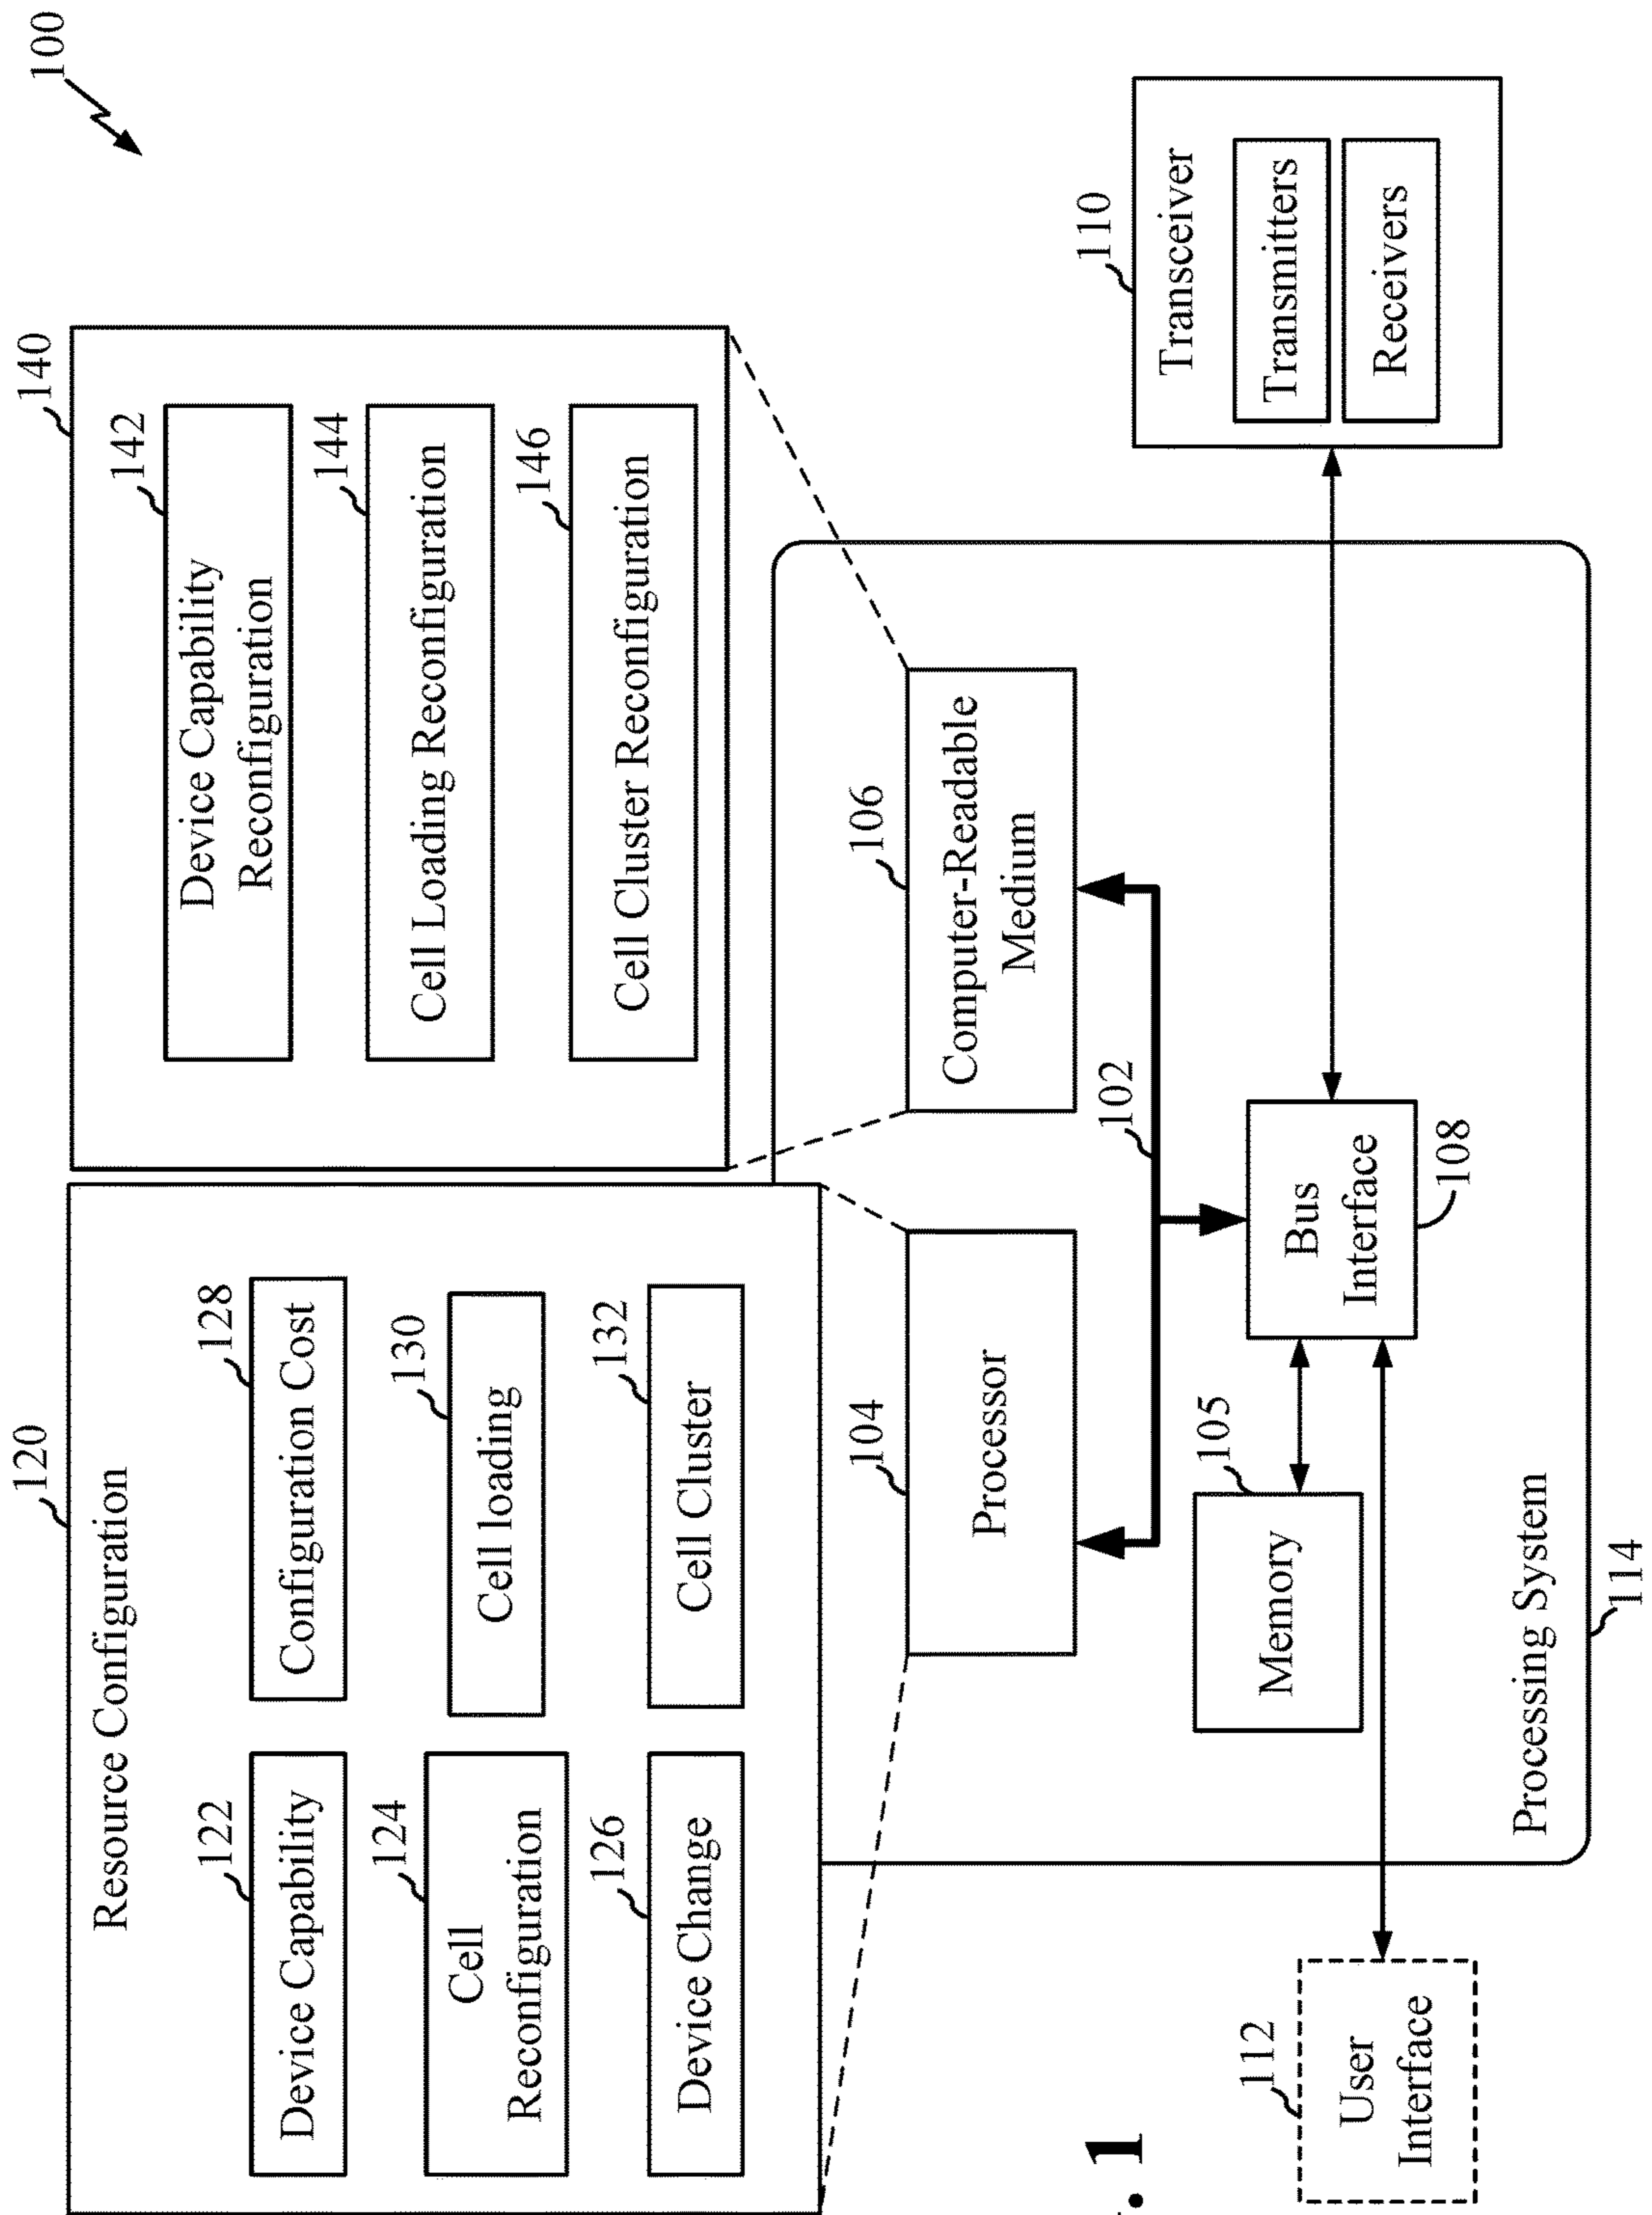 100
120
Resource Configuration
122
Device Capability
128
Configuration Cost
124
Cell
Reconfiguration
130
Cell loading
126
Device Change
132
Cell Cluster
140
142
Device Capability
Reconfiguration
144
Cell Loading Reconfiguration
146
Cell Cluster Reconfiguration
104
Processor
106
Computer-Readable
Medium
102
105
Memory
Bus
Interface
108
110
Transceiver
Transmitters
Receivers
112
User
Interface
Processing System
114
. 1